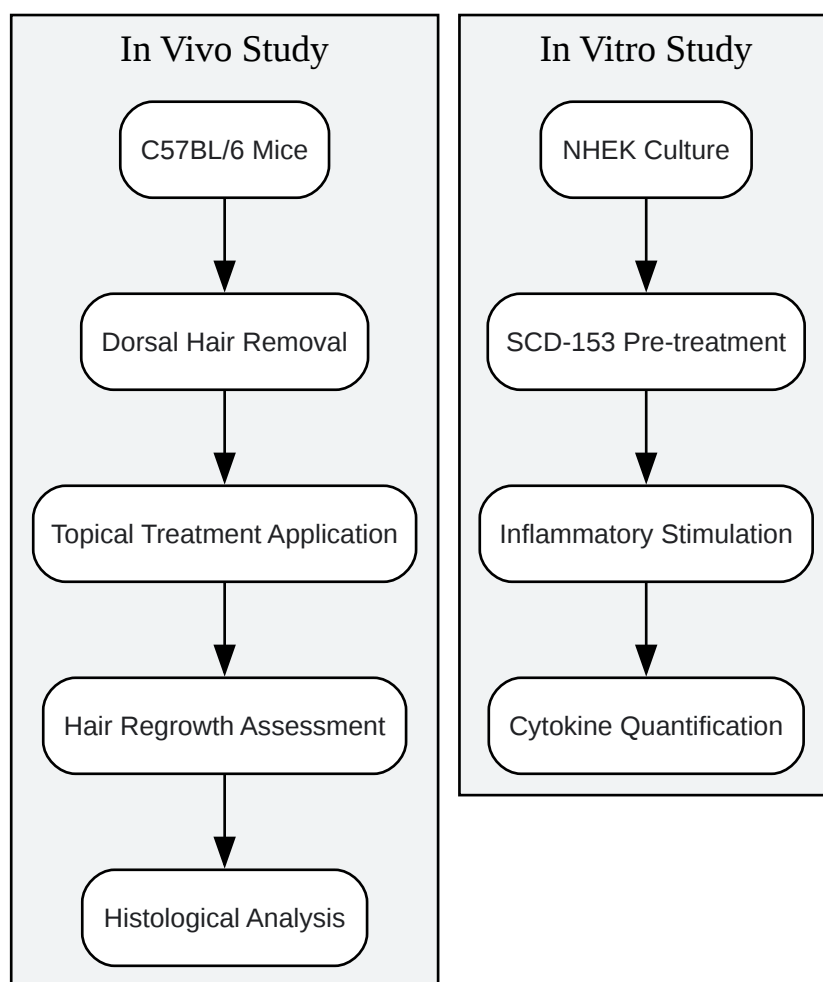 In Vivo Study
C57BL/6 Mice
Dorsal Hair Removal
Topical Treatment Application
Hair Regrowth Assessment
Histological Analysis
In Vitro Study
NHEK Culture
SCD-153 Pre-treatment
Inflammatory Stimulation
Cytokine Quantification